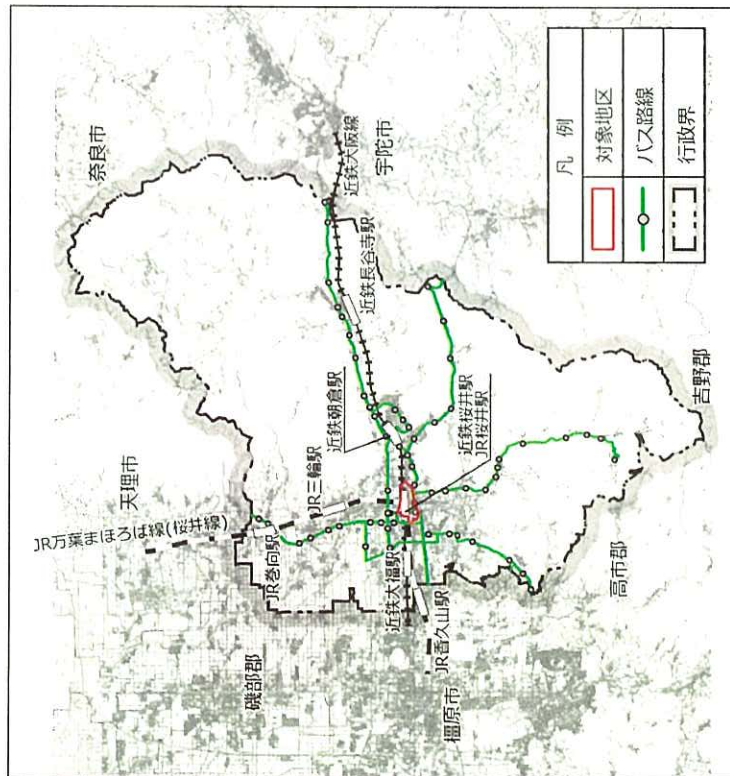 奈良市
天理市
JR万葉まほろば線(桜井線)
宇陀市
近鉄大阪線
近鉄長谷寺駅
近鉄朝倉駅
JR三輪駅
JR巻向駅
磯部郡
近鉄桜井駅
JR桜井駅
近鉄大福駅
JR香久山駅
橿原市
高市郡
吉野郡
凡 例
対象地区
バス路線
行政界